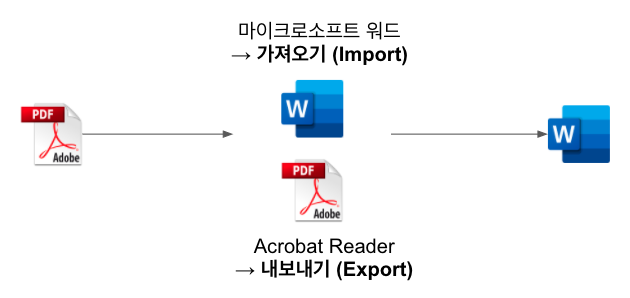 마이크로소프트 워드
→ 가져오기 (Import)
W
PDF
Adobe
W
PDF
Adobe
Acrobat Reader
→ 내보내기 (Export)